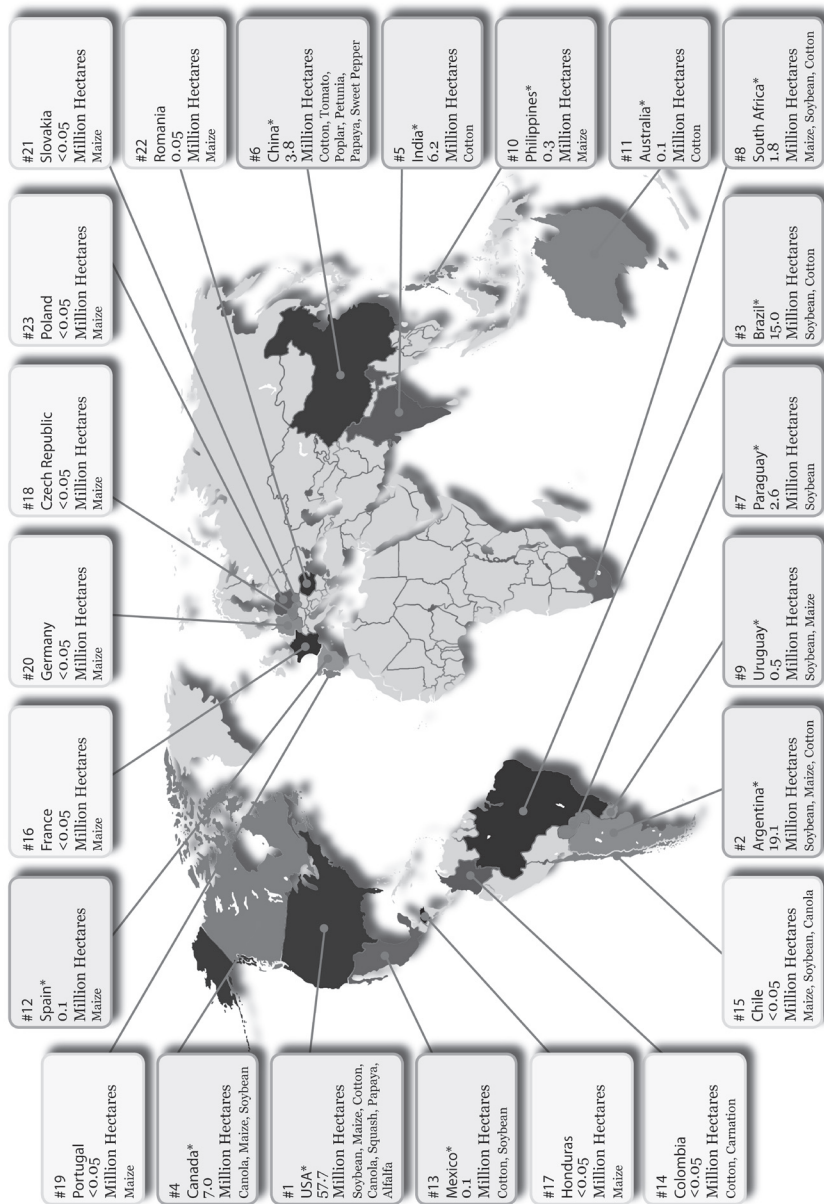 #19
Portugal
<0.05
Million Hectares
Maize
#4
Canada*
7.0
Million Hectares
Canola, Maize, Soybean
#1
USA*
57.7
Million Hectares
Soybean, Maize, Cotton,
Canola, Squash, Papaya,
Alfalfa
#13
Mexico*
0.1
Million Hectares
Cotton, Soybean
#17
Honduras
<0.05
Million Hectares
Maize
#14
Colombia
<0.05
Million Hectares
Cotton, Carnation
#12
Spain*
0.1
Million Hectares
Maize
#16
France
<0.05
Million Hectares
Maize
#20
Germany
<0.05
Million Hectares
Maize
#18
Czech Republic
<0.05
Million Hectares
Maize
#23
Poland
<0.05
Million Hectares
Maize
#21
Slovakia
<0.05
Million Hectares
Maize
#22
Romania
0.05
Million Hectares
Maize
#6
China*
3.8
Million Hectares
Cotton, Tomato,
Poplar, Petunia,
Papaya, Sweet Pepper
#5
India*
6.2
Million Hectares
Cotton
#10
Philippines*
0.3
Million Hectares
Maize
#11
Australia*
0.1
Million Hectares
Cotton
#8
South Africa*
1.8
Million Hectares
Maize, Soybean, Cotton
#15
Chile
<0.05
Million Hectares
Maize, Soybean, Canola
#2
Argentina*
19.1
Million Hectares
Soybean, Maize, Cotton
#9
Uruguay*
0.5
Million Hectares
Soybean, Maize
#7
Paraguay*
2.6
Million Hectares
Soybean
#3
Brazil*
15.0
Million Hectares
Soybean, Cotton